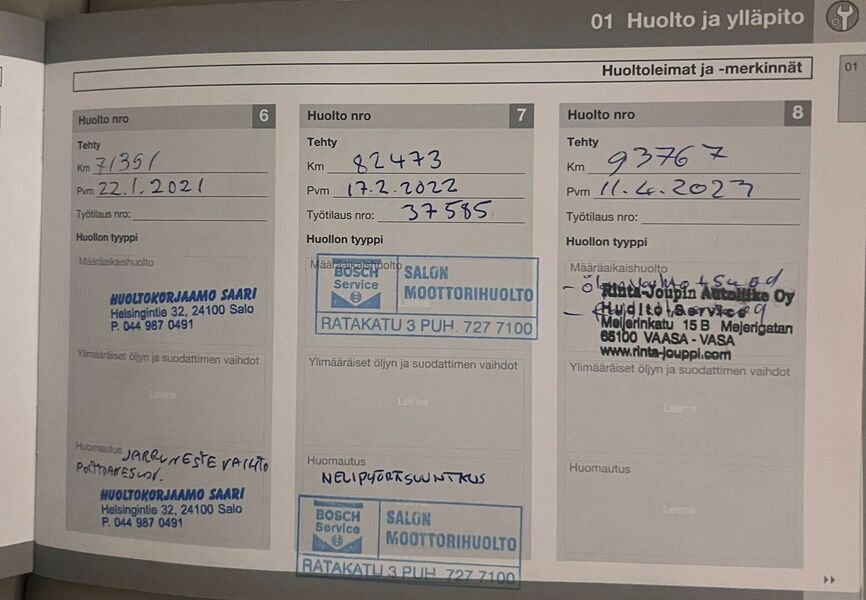 01 Huolto ja ylläpito
01
Huoltoleimat ja -merkinnät
Huolto nro 6
Tehty
Km 71351
Pvm 22.1.2021
Työtilaus nro:
Huollon tyyppi
Määräaikaishuolto
HUOLTOKORJAAMO SAARI
Helsingintie 32, 24100 Salo
P. 044 987 0491
Ylimääräiset öljyn ja suodattimen vaihdot
Leima
Huomautus JARRUNESTE VAIHTO
HUOLTOKORJAAMO SAARI
Helsingintie 32, 24100 Salo
P. 044 987 0491
Huolto nro 7
Tehty
Km 82473
Pvm 17.2.2022
Työtilaus nro: 37585
Huollon tyyppi
Määräaikaishuolto
Leima
BOSCH
Service
SALON
MOOTTORIHUOLTO
RATAKATU 3 PUH. 727 7100
Ylimääräiset öljyn ja suodattimen vaihdot
Leima
Huomautus
NELIPYÖRÄSUUNTAUS
BOSCH
Service
SALON
MOOTTORIHUOLTO
RATAKATU 3 PUH. 727 7100
Huolto nro 8
Tehty
Km 93767
Pvm 11.4.2023
Työtilaus nro:
Huollon tyyppi
Määräaikaishuolto
Rinta-Joupin Autoliike Oy
Huolto-Service
Meijerinkatu 15 B Mejerigatan
65100 VAASA - VASA
www.rinta-jouppi.com
Ylimääräiset öljyn ja suodattimen vaihdot
Leima
Huomautus
Leima